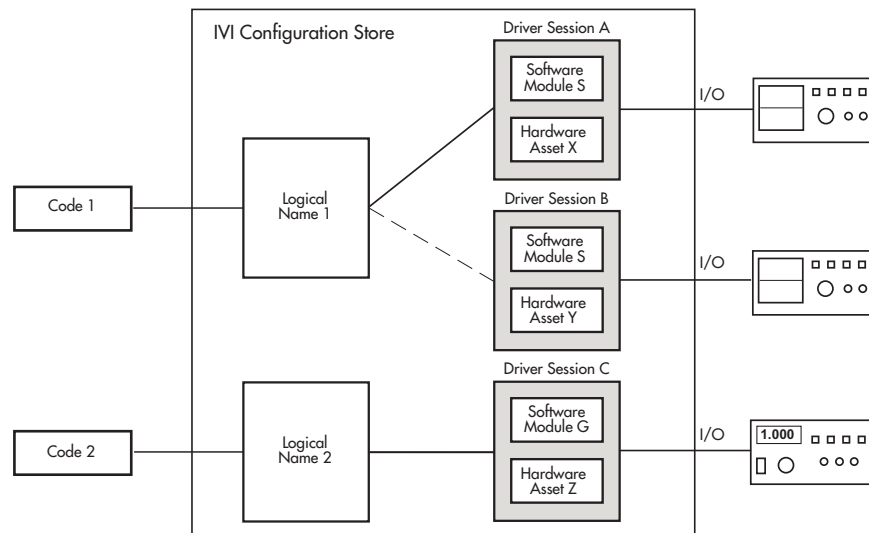 IVI Configuration Store
Driver Session A
Software
Module S
Hardware
Asset X
I/O
Code 1
Logical
Name 1
Driver Session B
Software
Module S
Hardware
Asset Y
I/O
Driver Session C
Software
Module G
Hardware
Asset Z
I/O
1.000
Code 2
Logical
Name 2